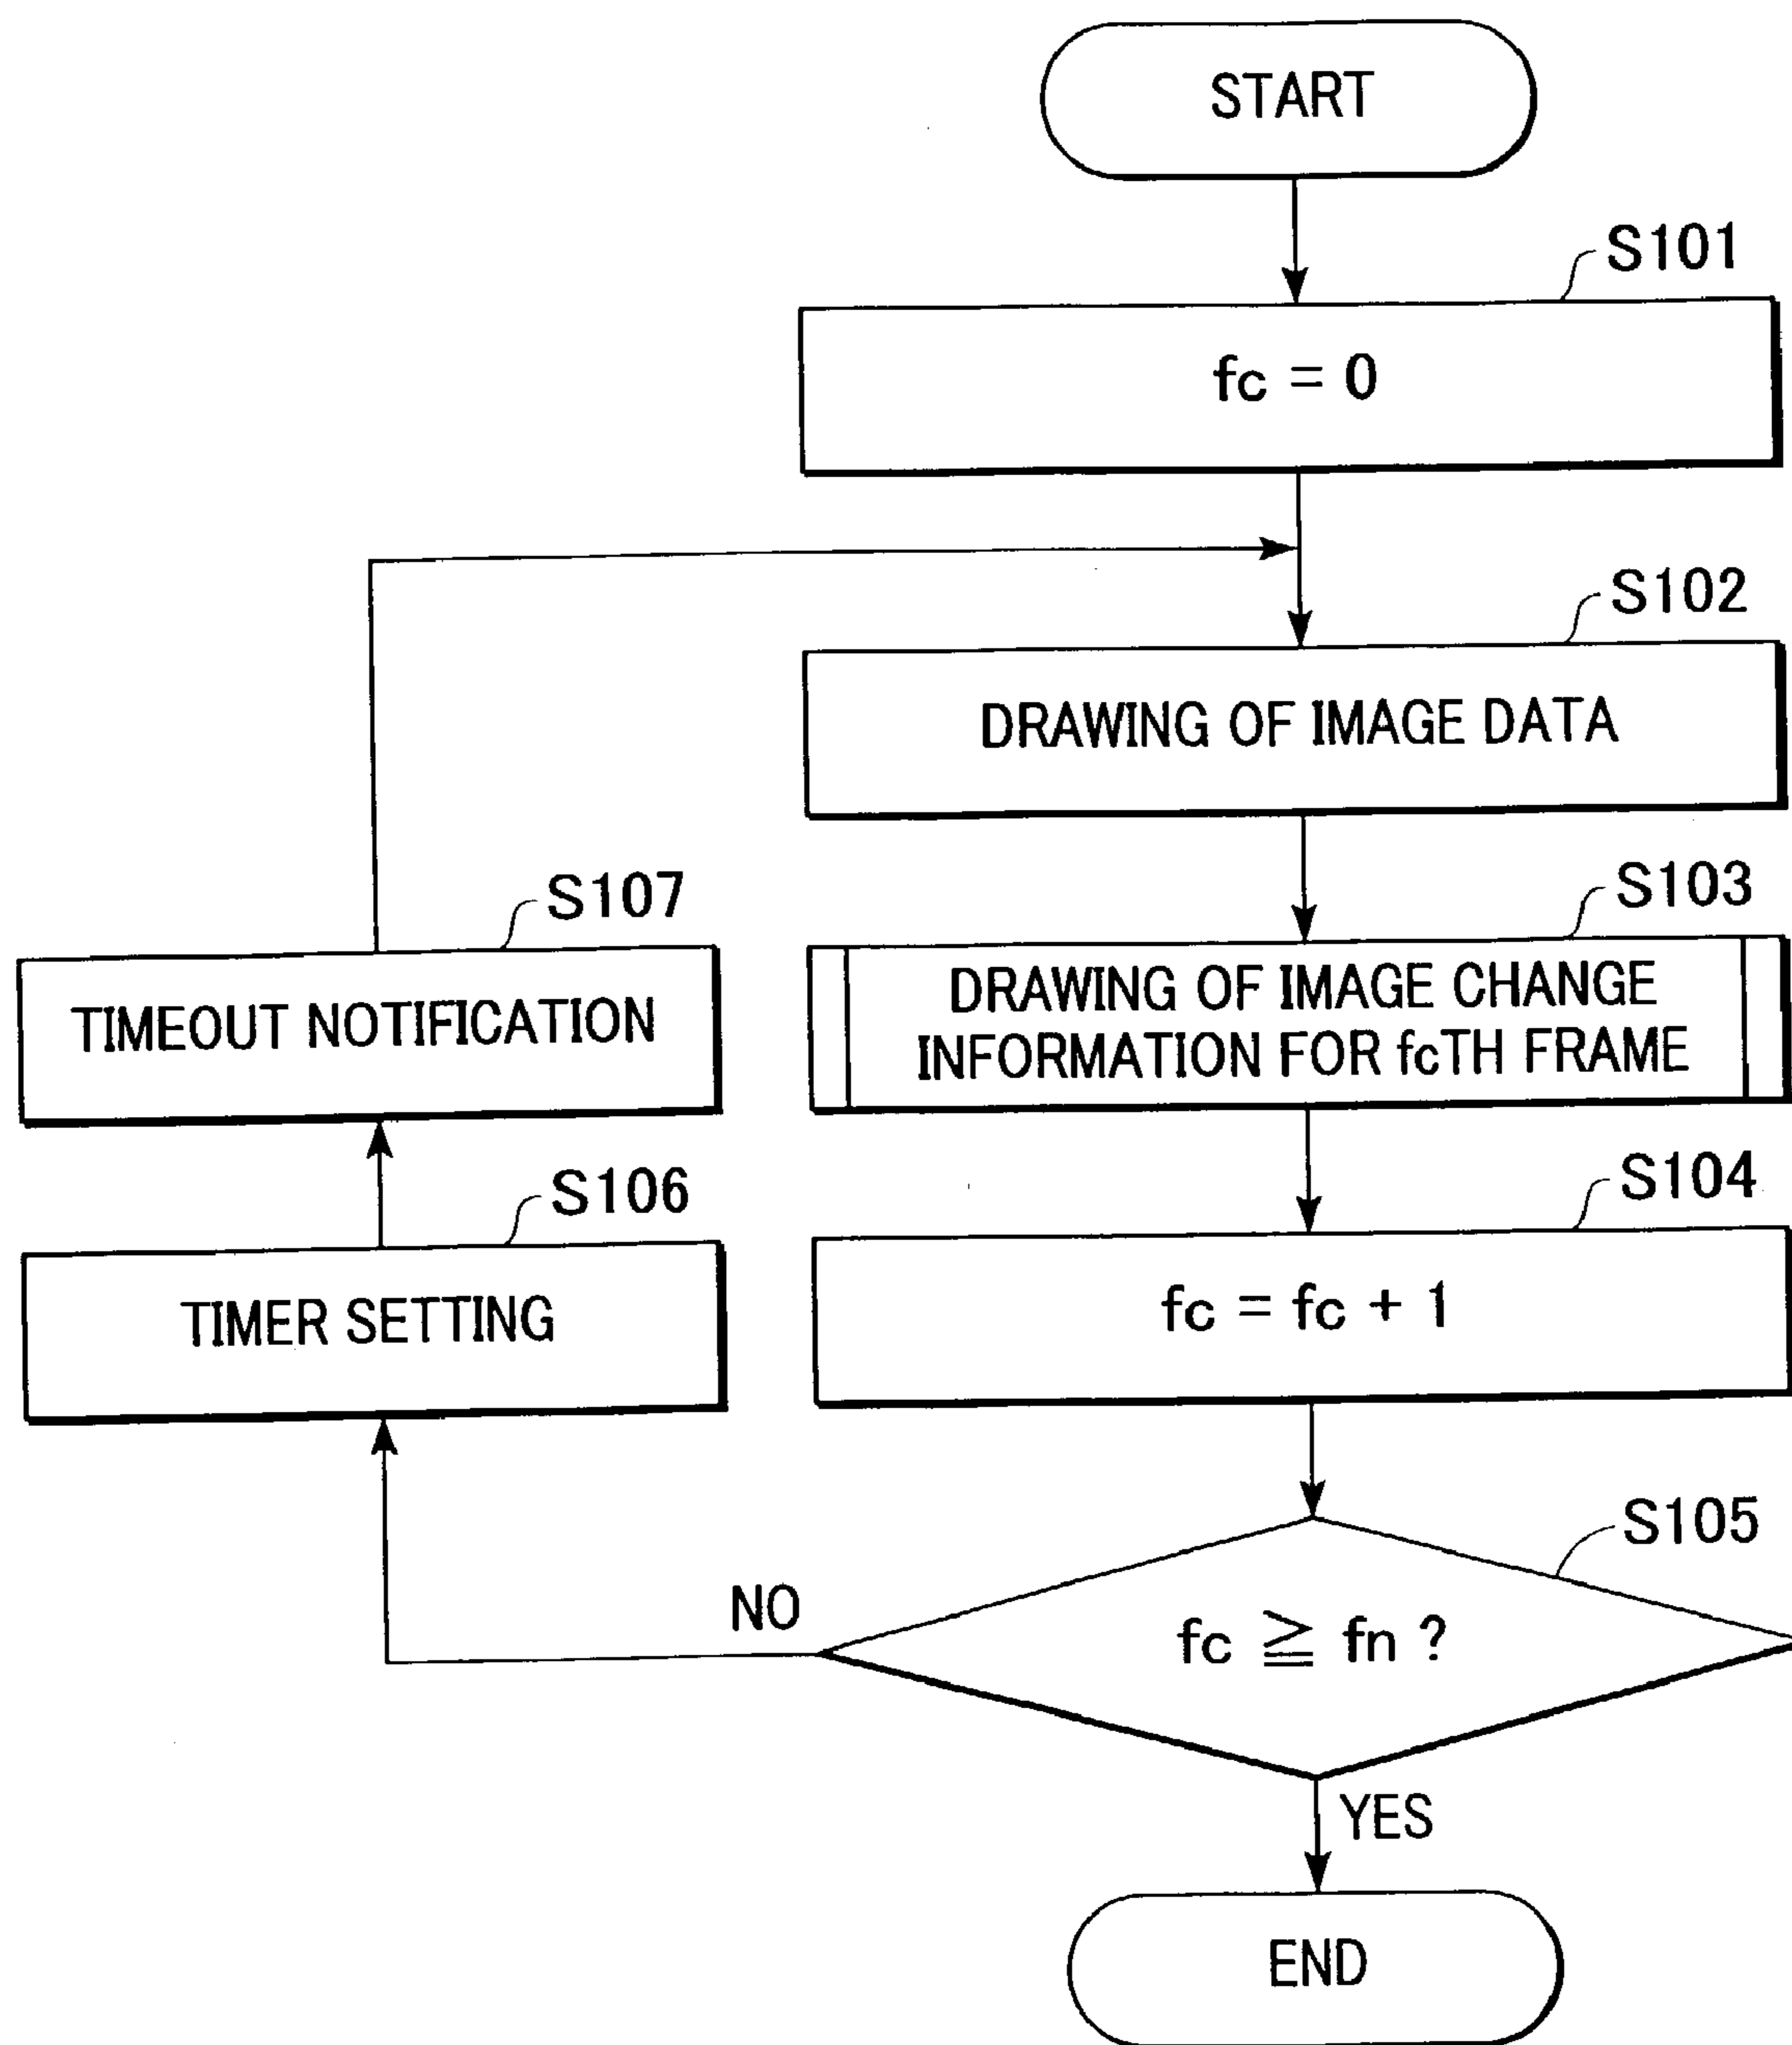 START
S101
fc = 0
S102
DRAWING OF IMAGE DATA
S103
DRAWING OF IMAGE CHANGE
INFORMATION FOR fcTH FRAME
S104
fc = fc + 1
S105
fc ≧ fn ?
NO
S106
TIMER SETTING
S107
TIMEOUT NOTIFICATION
YES
END